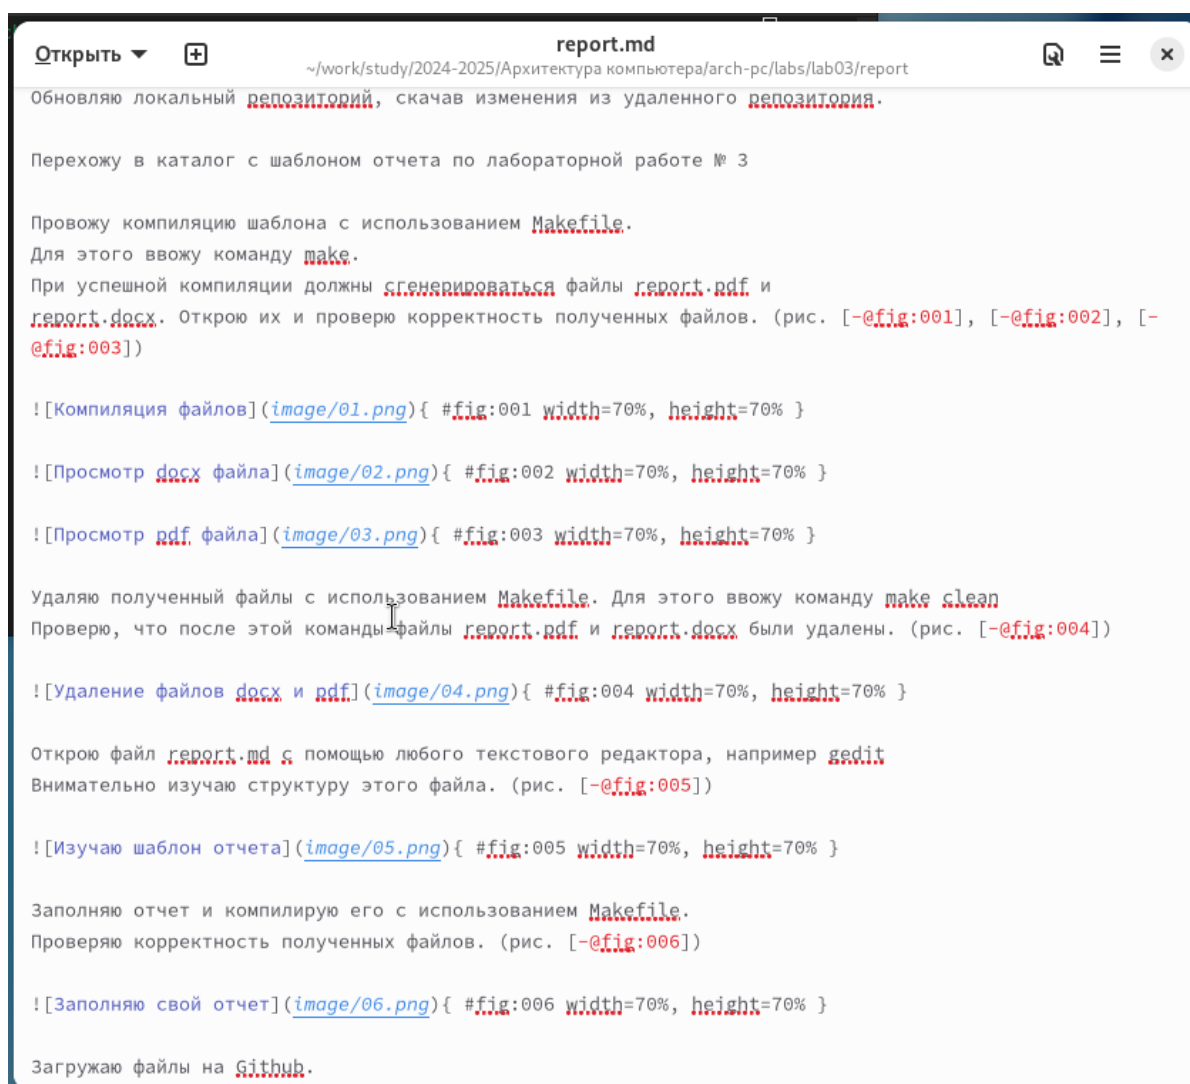 Открыть
report.md
~/work/study/2024-2025/Архитектура компьютера/arch-pc/labs/lab03/report
Обновляю локальный репозиторий, скачав изменения из удаленного репозитория.
Перехожу в каталог с шаблоном отчета по лабораторной работе № 3
Провожу компиляцию шаблона с использованием Makefile.
Для этого ввожу команду make.
При успешной компиляции должны сгенерироваться файлы report.pdf и
report.docx. Открою их и проверю корректность полученных файлов. (рис. [-@fig:001], [-@fig:002], [-
@fig:003])
![Компиляция файлов](image/01.png){ #fig:001 width=70%, height=70% }
![Просмотр docx файла](image/02.png){ #fig:002 width=70%, height=70% }
![Просмотр pdf файла](image/03.png){ #fig:003 width=70%, height=70% }
Удаляю полученный файлы с использованием Makefile. Для этого ввожу команду make clean
Проверю, что после этой команды файлы report.pdf и report.docx были удалены. (рис. [-@fig:004])
![Удаление файлов docx и pdf](image/04.png){ #fig:004 width=70%, height=70% }
Открою файл report.md c помощью любого текстового редактора, например gedit
Внимательно изучаю структуру этого файла. (рис. [-@fig:005])
![Изучаю шаблон отчета](image/05.png){ #fig:005 width=70%, height=70% }
Заполняю отчет и компилирую его с использованием Makefile.
Проверяю корректность полученных файлов. (рис. [-@fig:006])
![Заполняю свой отчет](image/06.png){ #fig:006 width=70%, height=70% }
Загружаю файлы на Github.